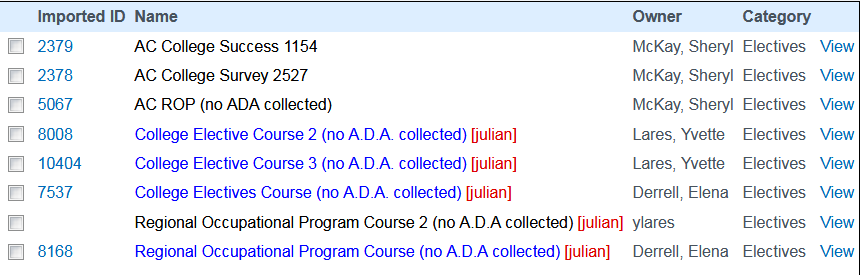 Imported ID Name Owner Category
2379 AC College Success 1154 McKay, Sheryl Electives View
2378 AC College Survey 2527 McKay, Sheryl Electives View
5067 AC ROP (no ADA collected) McKay, Sheryl Electives View
8008 College Elective Course 2 (no A.D.A. collected) [julian] Lares, Yvette Electives View
10404 College Elective Course 3 (no A.D.A. collected) [julian] Lares, Yvette Electives View
7537 College Electives Course (no A.D.A. collected) [julian] Derrell, Elena Electives View
Regional Occupational Program Course 2 (no A.D.A collected) [julian] ylares Electives View
8168 Regional Occupational Program Course (no A.D.A collected) [julian] Derrell, Elena Electives View